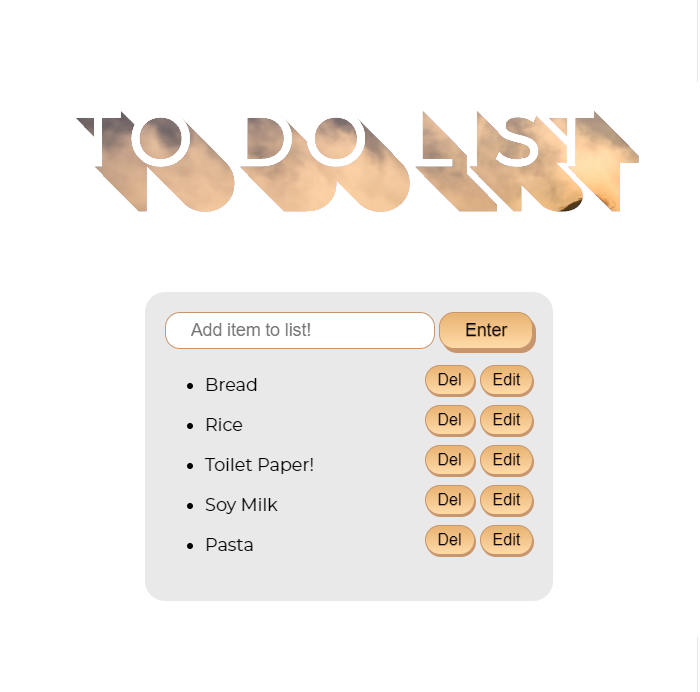 TO DO LIST
Add item to list! Enter
Bread Del Edit
Rice Del Edit
Toilet Paper! Del Edit
Soy Milk Del Edit
Pasta Del Edit